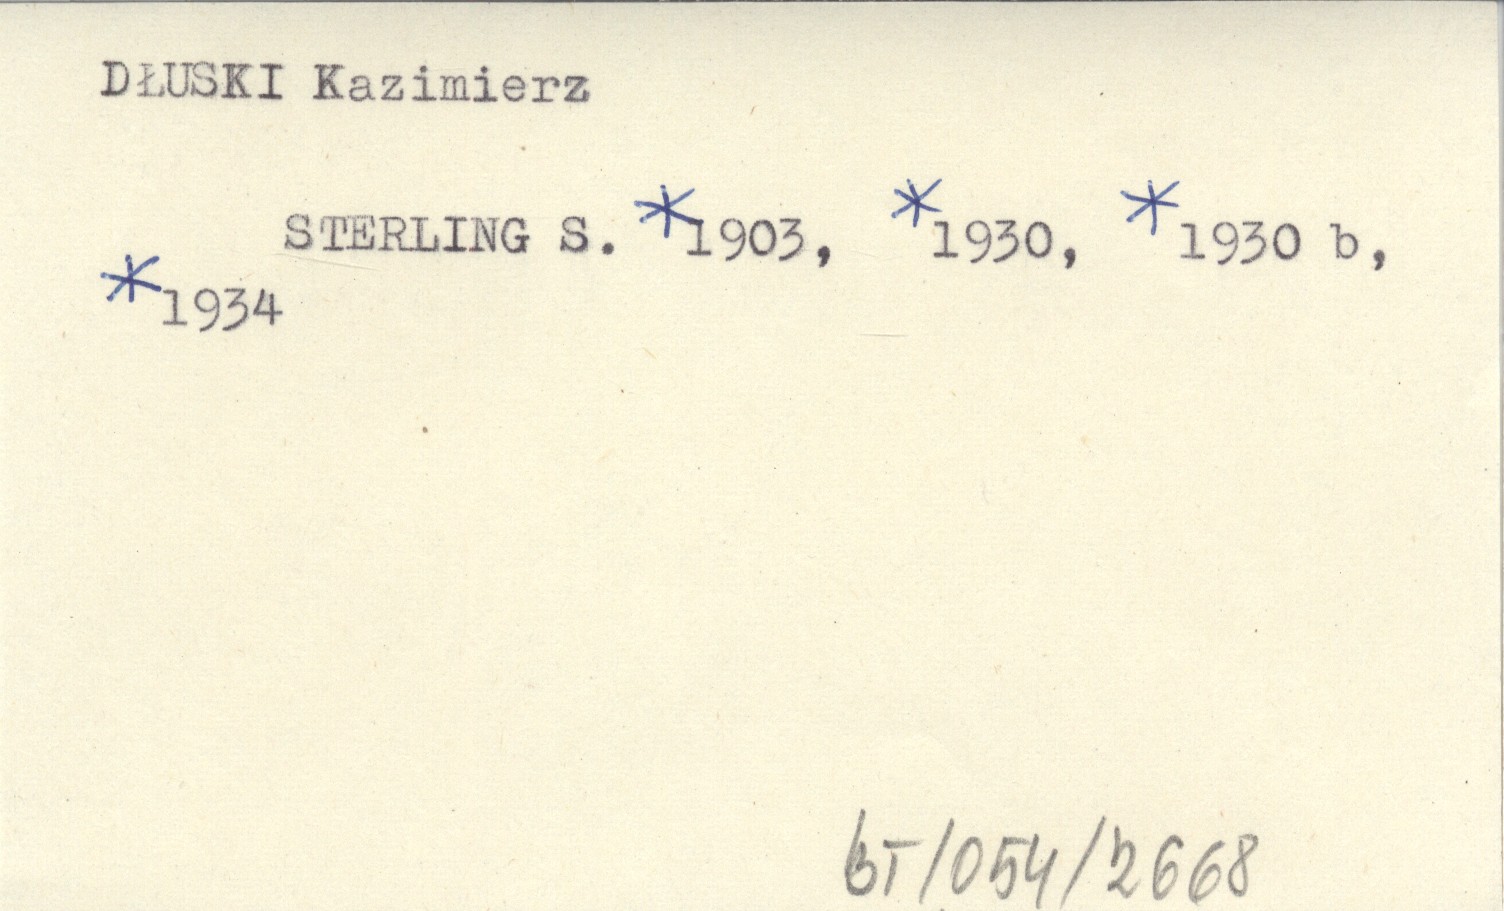 DŁUSKI Kazimierz
STERLING S. *1903, *1930, *1930 b,
*1934
BT/054/2668